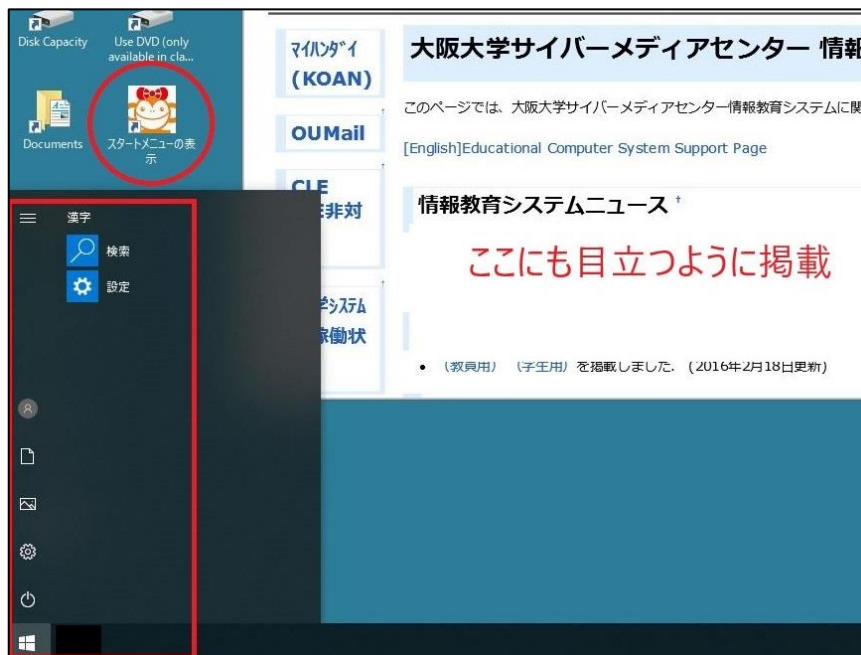 Disk Capacity
Use DVD (only
available in cla...
Documents
スタートメニューの表
示
マイハンダイ
(KOAN)
OUMail
CLE
非対
システム
稼働状
大阪大学サイバーメディアセンター 情報
このページでは、大阪大学サイバーメディアセンター情報教育システムに関
[English]Educational Computer System Support Page
情報教育システムニュース †
ここにも目立つように掲載
• (教員用) (学生用) を掲載しました. (2016年2月18日更新)
漢字
検索
設定